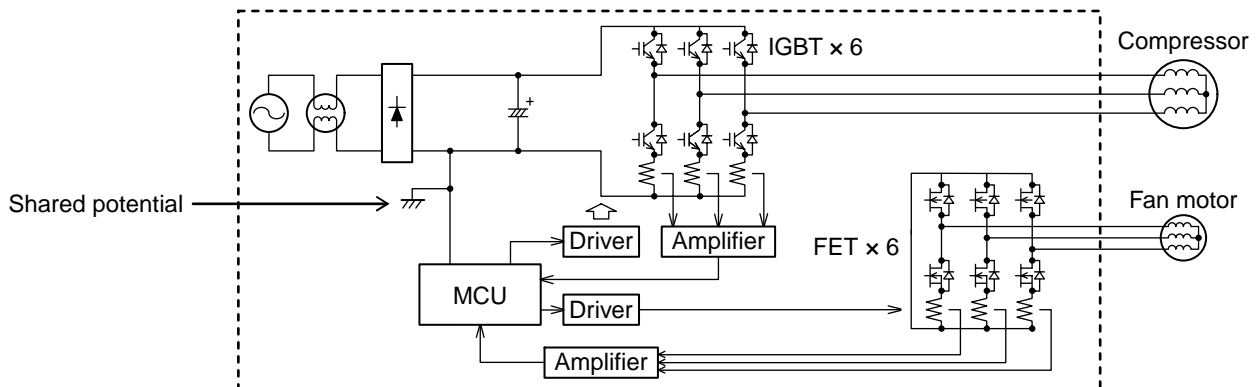 IGBT × 6
Compressor
Shared potential
Fan motor
Driver
Amplifier
FET × 6
MCU
Driver
Amplifier
+